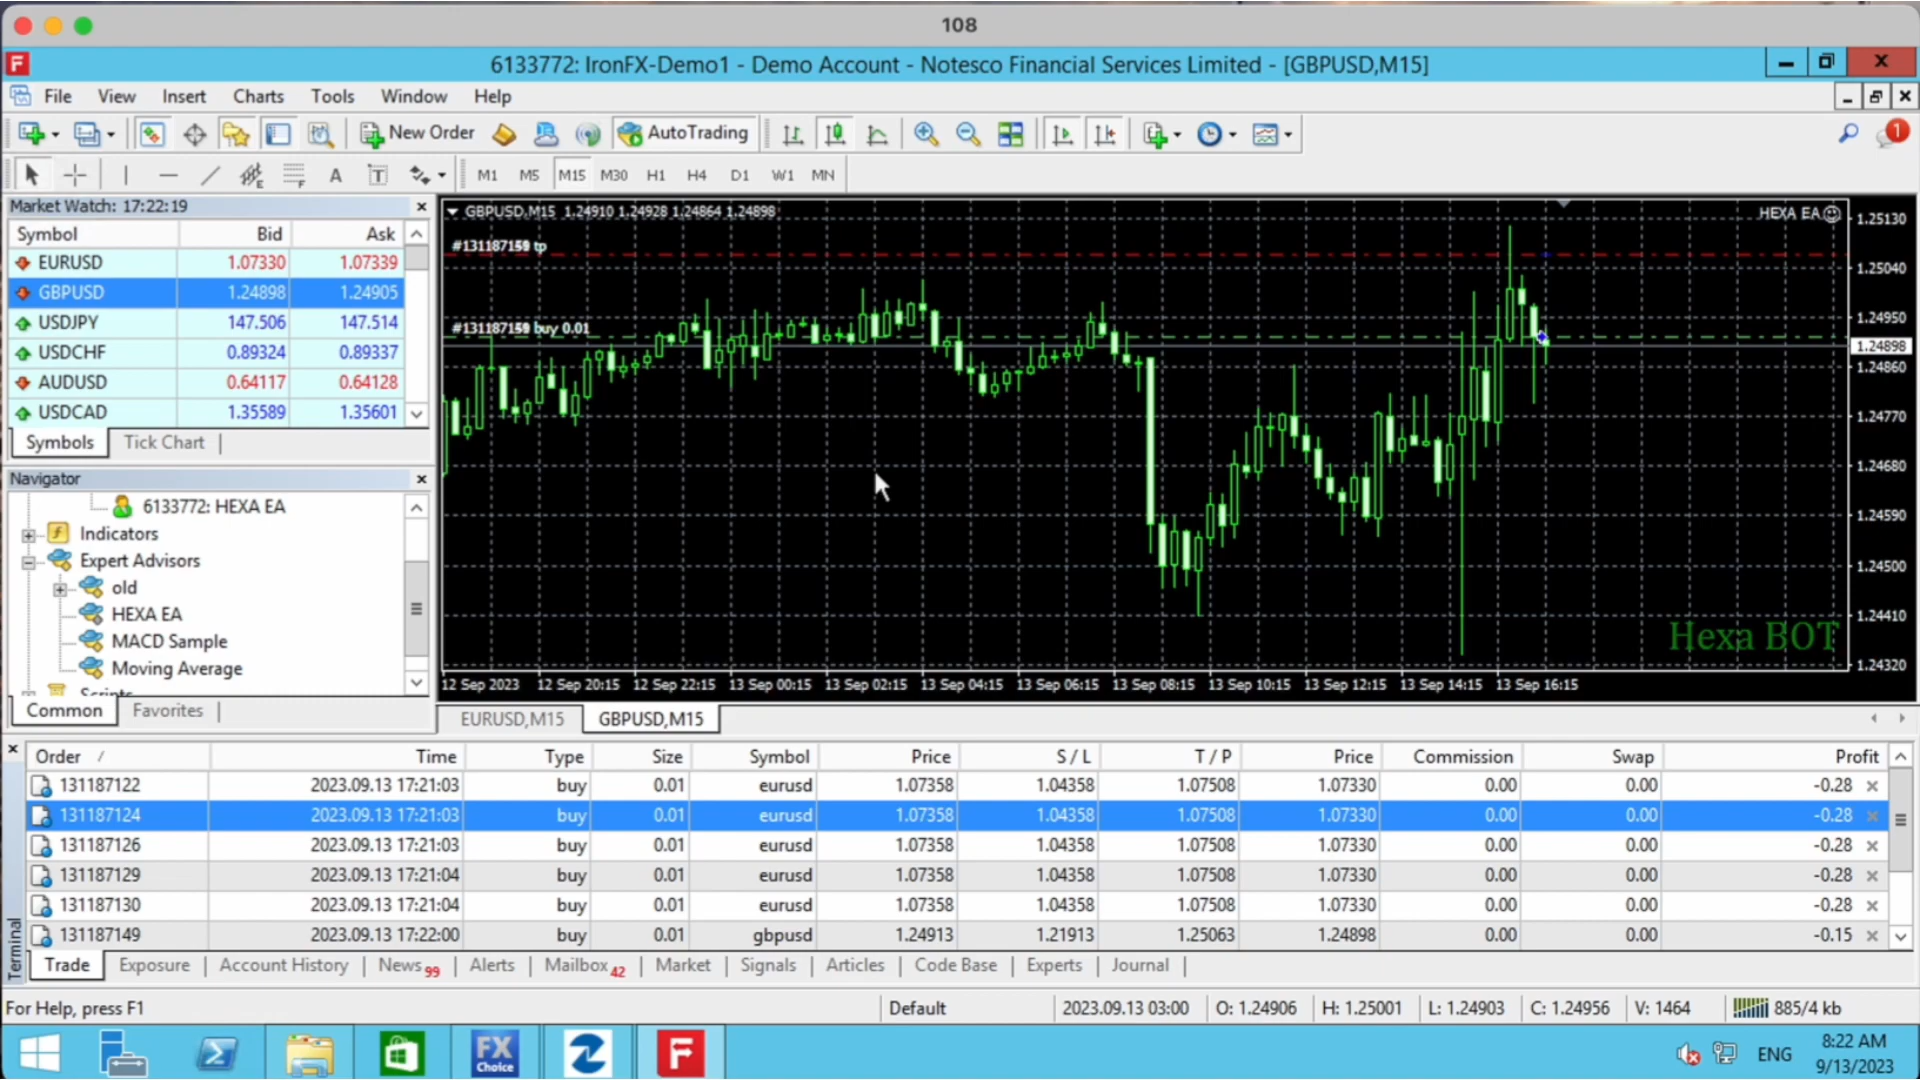 108
6133772: IronFX-Demo1 - Demo Account - Notesco Financial Services Limited - [GBPUSD,M15]
File View Insert Charts Tools Window Help
New Order AutoTrading 1
A T M1 M5 M15 M30 H1 H4 D1 W1 MN
Market Watch: 17:22:19
Symbol Bid Ask
EURUSD 1.07330 1.07339
GBPUSD 1.24898 1.24905
USDJPY 147.506 147.514
USDCHF 0.89324 0.89337
AUDUSD 0.64117 0.64128
USDCAD 1.35589 1.35601
Symbols Tick Chart
Navigator
6133772: HEXA EA
Indicators
Expert Advisors
old
HEXA EA
MACD Sample
Moving Average
Scripts
Common Favorites
GBPUSD,M15 1.24910 1.24928 1.24864 1.24898
HEXA EA
tp
buy 0.01
1.25130
1.25040
1.24950
1.24898
1.24860
1.24770
1.24680
1.24590
1.24500
1.24410
1.24320
Hexa BOT
12 Sep 2023 12 Sep 20:15 12 Sep 22:15 13 Sep 00:15 13 Sep 02:15 13 Sep 04:15 13 Sep 06:15 13 Sep 08:15 13 Sep 10:15 13 Sep 12:15 13 Sep 14:15 13 Sep 16:15
EURUSD,M15 GBPUSD,M15
Order / Time Type Size Symbol Price S / L T / P Price Commission Swap Profit
131187122 2023.09.13 17:21:03 buy 0.01 eurusd 1.07358 1.04358 1.07508 1.07330 0.00 0.00 -0.28
131187124 2023.09.13 17:21:03 buy 0.01 eurusd 1.07358 1.04358 1.07508 1.07330 0.00 0.00 -0.28
131187126 2023.09.13 17:21:03 buy 0.01 eurusd 1.07358 1.04358 1.07508 1.07330 0.00 0.00 -0.28
131187129 2023.09.13 17:21:04 buy 0.01 eurusd 1.07358 1.04358 1.07508 1.07330 0.00 0.00 -0.28
131187130 2023.09.13 17:21:04 buy 0.01 eurusd 1.07358 1.04358 1.07508 1.07330 0.00 0.00 -0.28
131187149 2023.09.13 17:22:00 buy 0.01 gbpusd 1.24913 1.21913 1.25063 1.24898 0.00 0.00 -0.15
Terminal
Trade Exposure Account History News 99 Alerts Mailbox 42 Market Signals Articles Code Base Experts Journal
For Help, press F1 Default 2023.09.13 03:00 O: 1.24906 H: 1.25001 L: 1.24903 C: 1.24956 V: 1464 885/4 kb
FX Choice
ENG
8:22 AM
9/13/2023